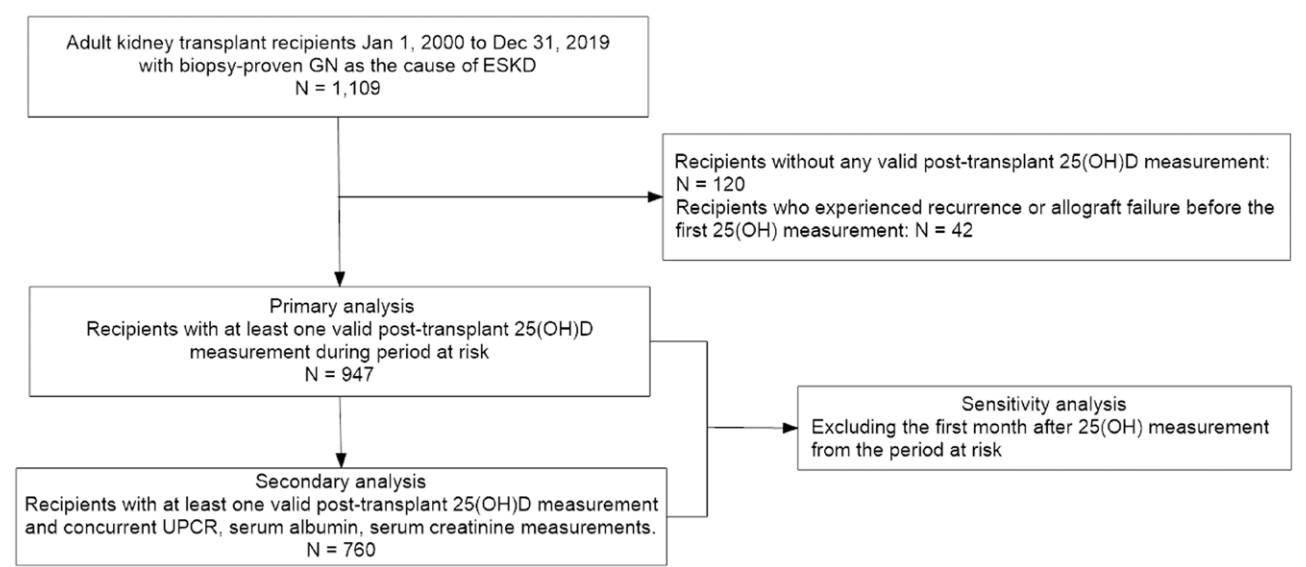 Adult kidney transplant recipients Jan 1, 2000 to Dec 31, 2019
with biopsy-proven GN as the cause of ESKD
N = 1,109
Recipients without any valid post-transplant 25(OH)D measurement:
N = 120
Recipients who experienced recurrence or allograft failure before the
first 25(OH) measurement: N = 42
Primary analysis
Recipients with at least one valid post-transplant 25(OH)D
measurement during period at risk
N = 947
Sensitivity analysis
Excluding the first month after 25(OH) measurement
from the period at risk
Secondary analysis
Recipients with at least one valid post-transplant 25(OH)D measurement
and concurrent UPCR, serum albumin, serum creatinine measurements.
N = 760